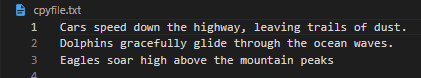 cpyfile.txt
1 Cars speed down the highway, leaving trails of dust.
2 Dolphins gracefully glide through the ocean waves.
3 Eagles soar high above the mountain peaks
4